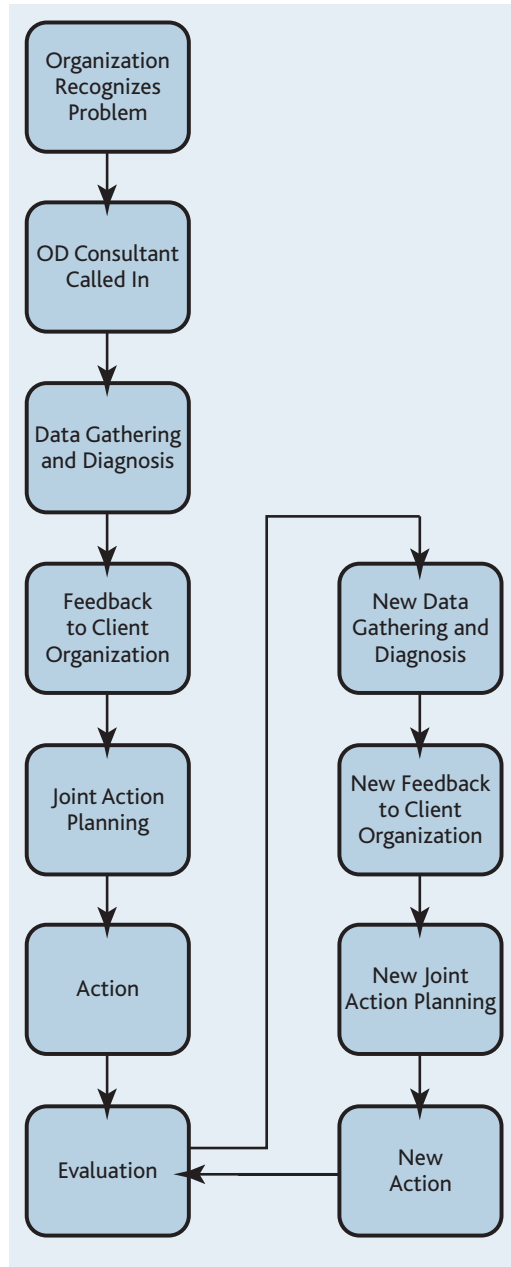 Organization
Recognizes
Problem
OD Consultant
Called In
Data Gathering
and Diagnosis
Feedback
to Client
Organization
Joint Action
Planning
Action
Evaluation
New Data
Gathering and
Diagnosis
New Feedback
to Client
Organization
New Joint
Action Planning
New
Action